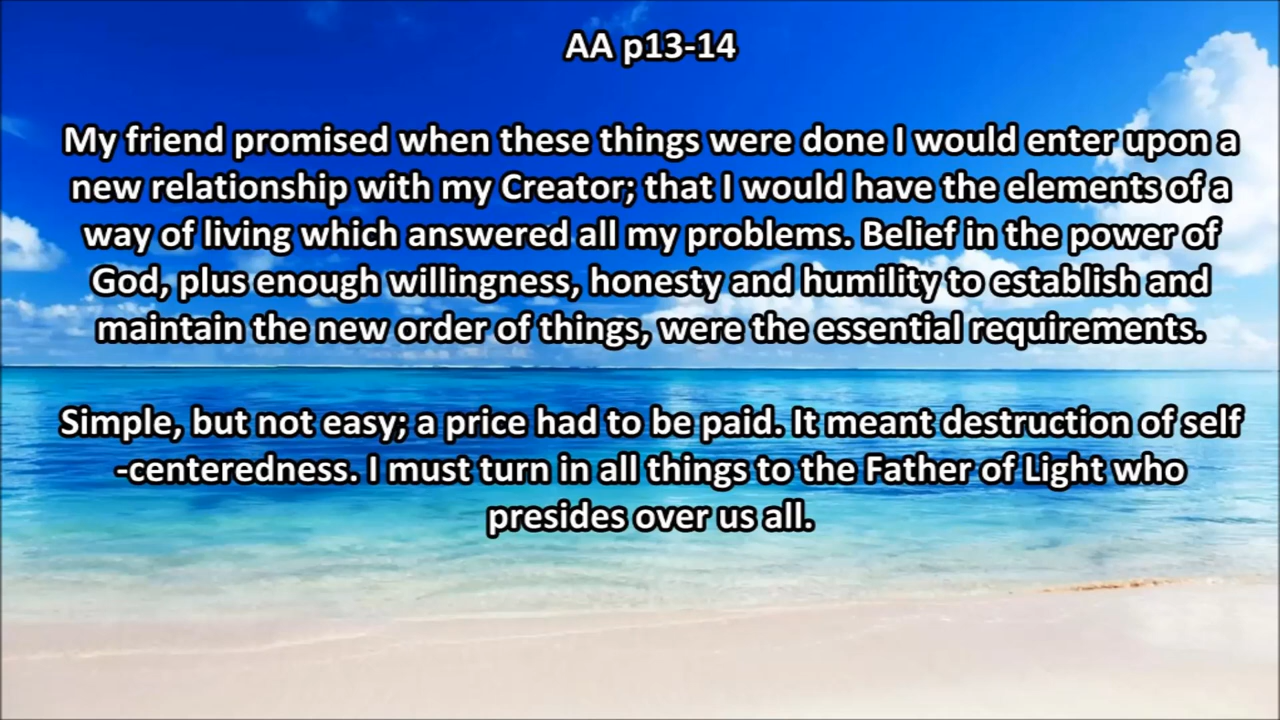 AA p13-14
My friend promised when these things were done I would enter upon a
new relationship with my Creator; that I would have the elements of a
way of living which answered all my problems. Belief in the power of
God, plus enough willingness, honesty and humility to establish and
maintain the new order of things, were the essential requirements.
Simple, but not easy; a price had to be paid. It meant destruction of self
-centeredness. I must turn in all things to the Father of Light who
presides over us all.